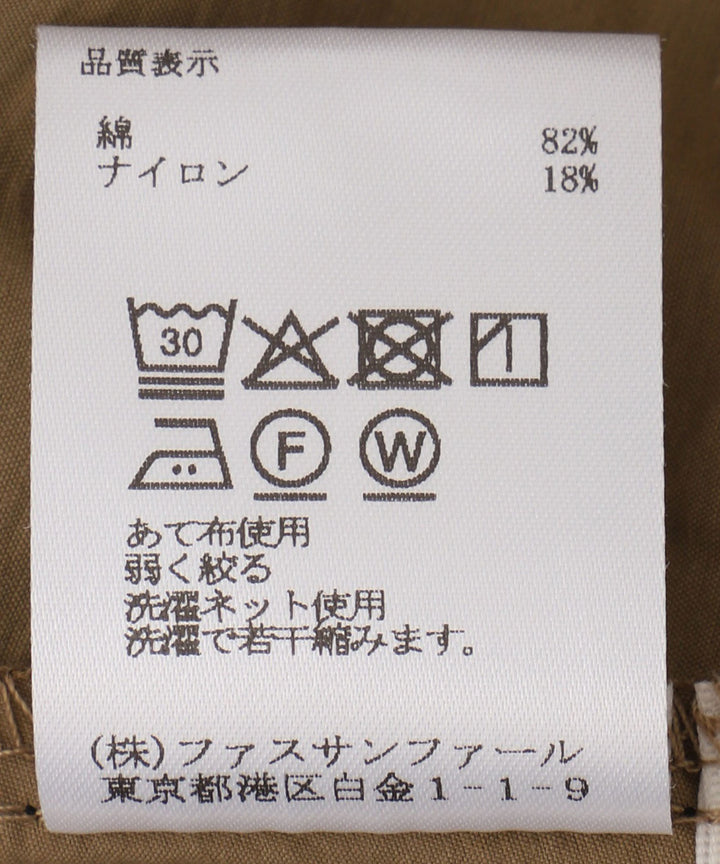 品質表示
綿 82%
ナイロン 18%
30
F W
あて布使用
弱く絞る
洗濯ネット使用
洗濯で若干縮みます。
(株)ファスサンファール
東京都港区白金1-1-9